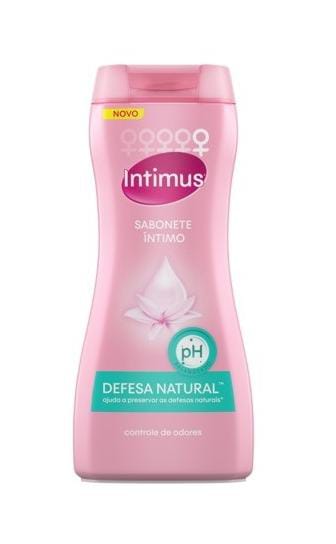 NOVO
Intimus
SABONETE
ÍNTIMO
pH
DEFESA NATURAL™
ajuda a preservar as defesas naturais*
controle de odores